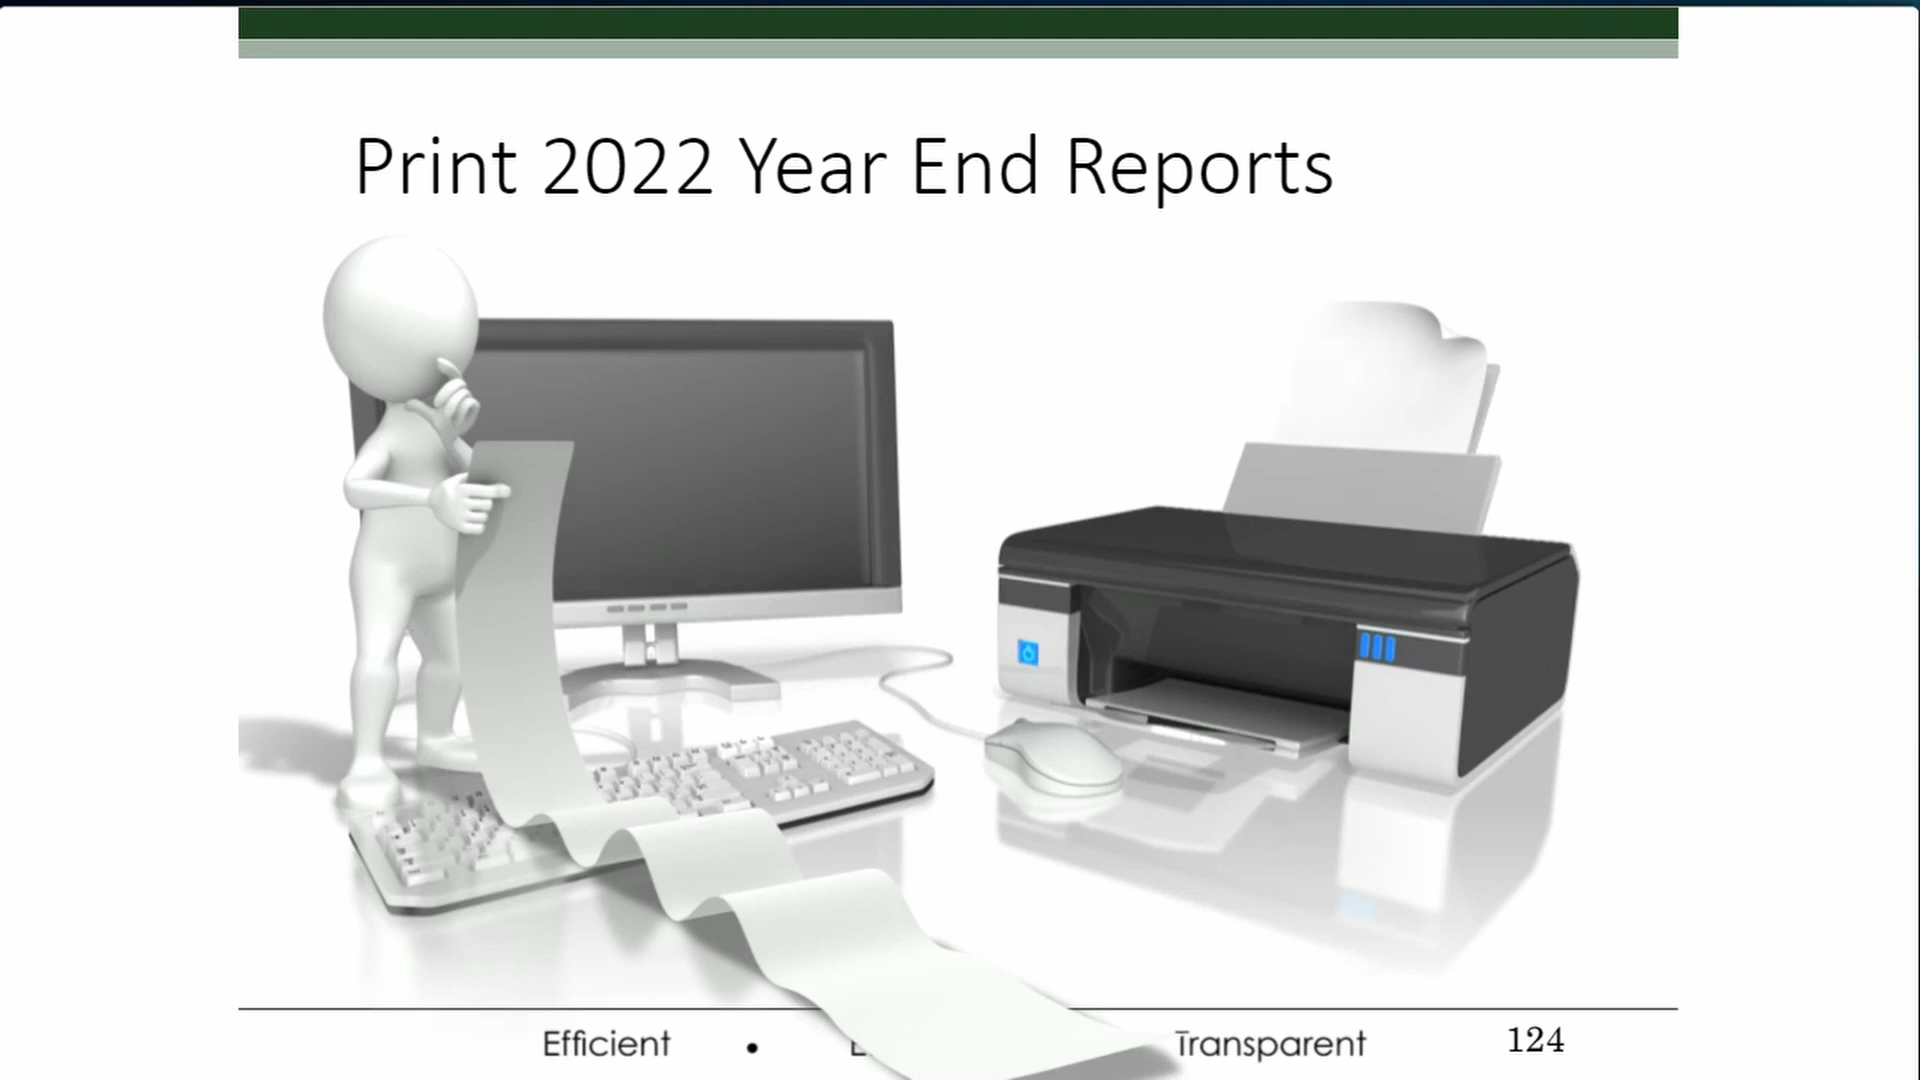 Print 2022 Year End Reports
Efficient • Transparent 124